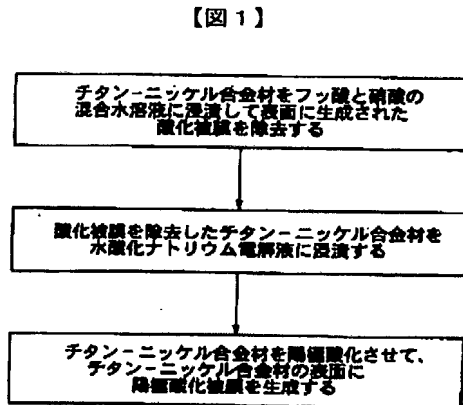 【図1】
チタン-ニッケル合金材をフッ酸と硝酸の
混合水溶液に浸漬して表面に生成された
酸化被膜を除去する
酸化被膜を除去したチタン-ニッケル合金材を
水酸化ナトリウム電解液に浸漬する
チタン-ニッケル合金材を陽極酸化させて、
チタン-ニッケル合金材の表面に
陽極酸化被膜を生成する